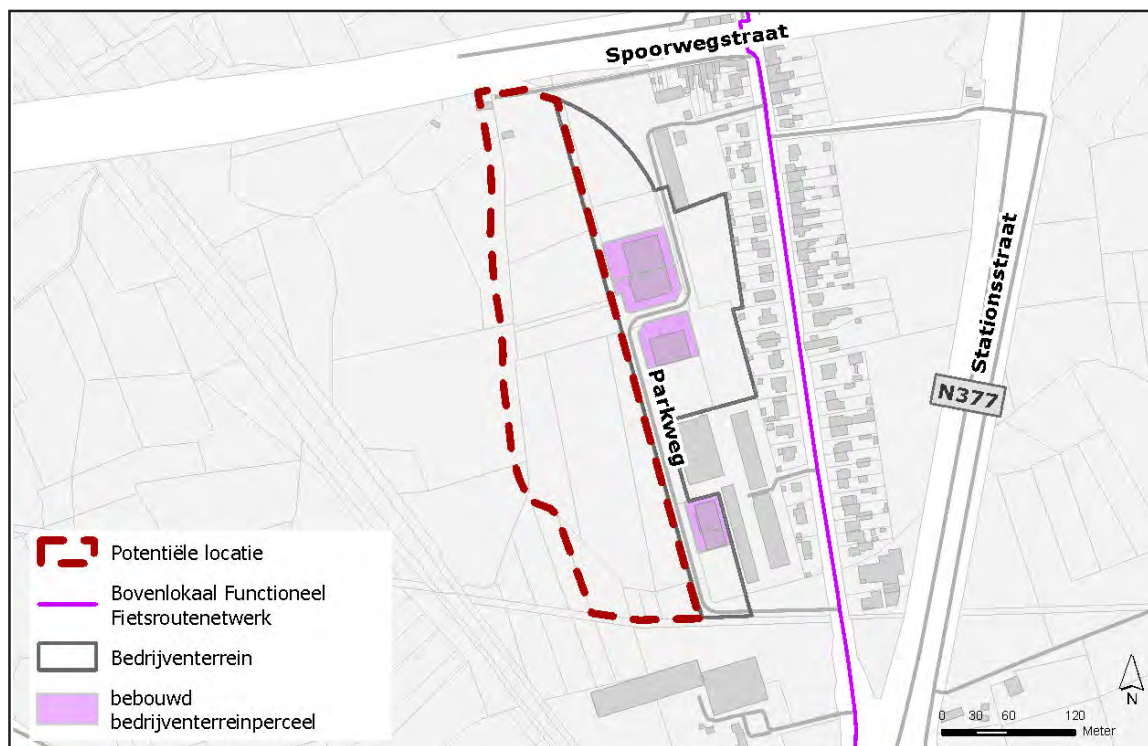 Spoorwegstraat
Stationsstraat
N377
Parkweg
Potentiële locatie
Bovenlokaal Functioneel
Fietsroutenetwerk
Bedrijventerrein
bebouwd
bedrijventerreinperceel
N
0 30 60 120
Meter